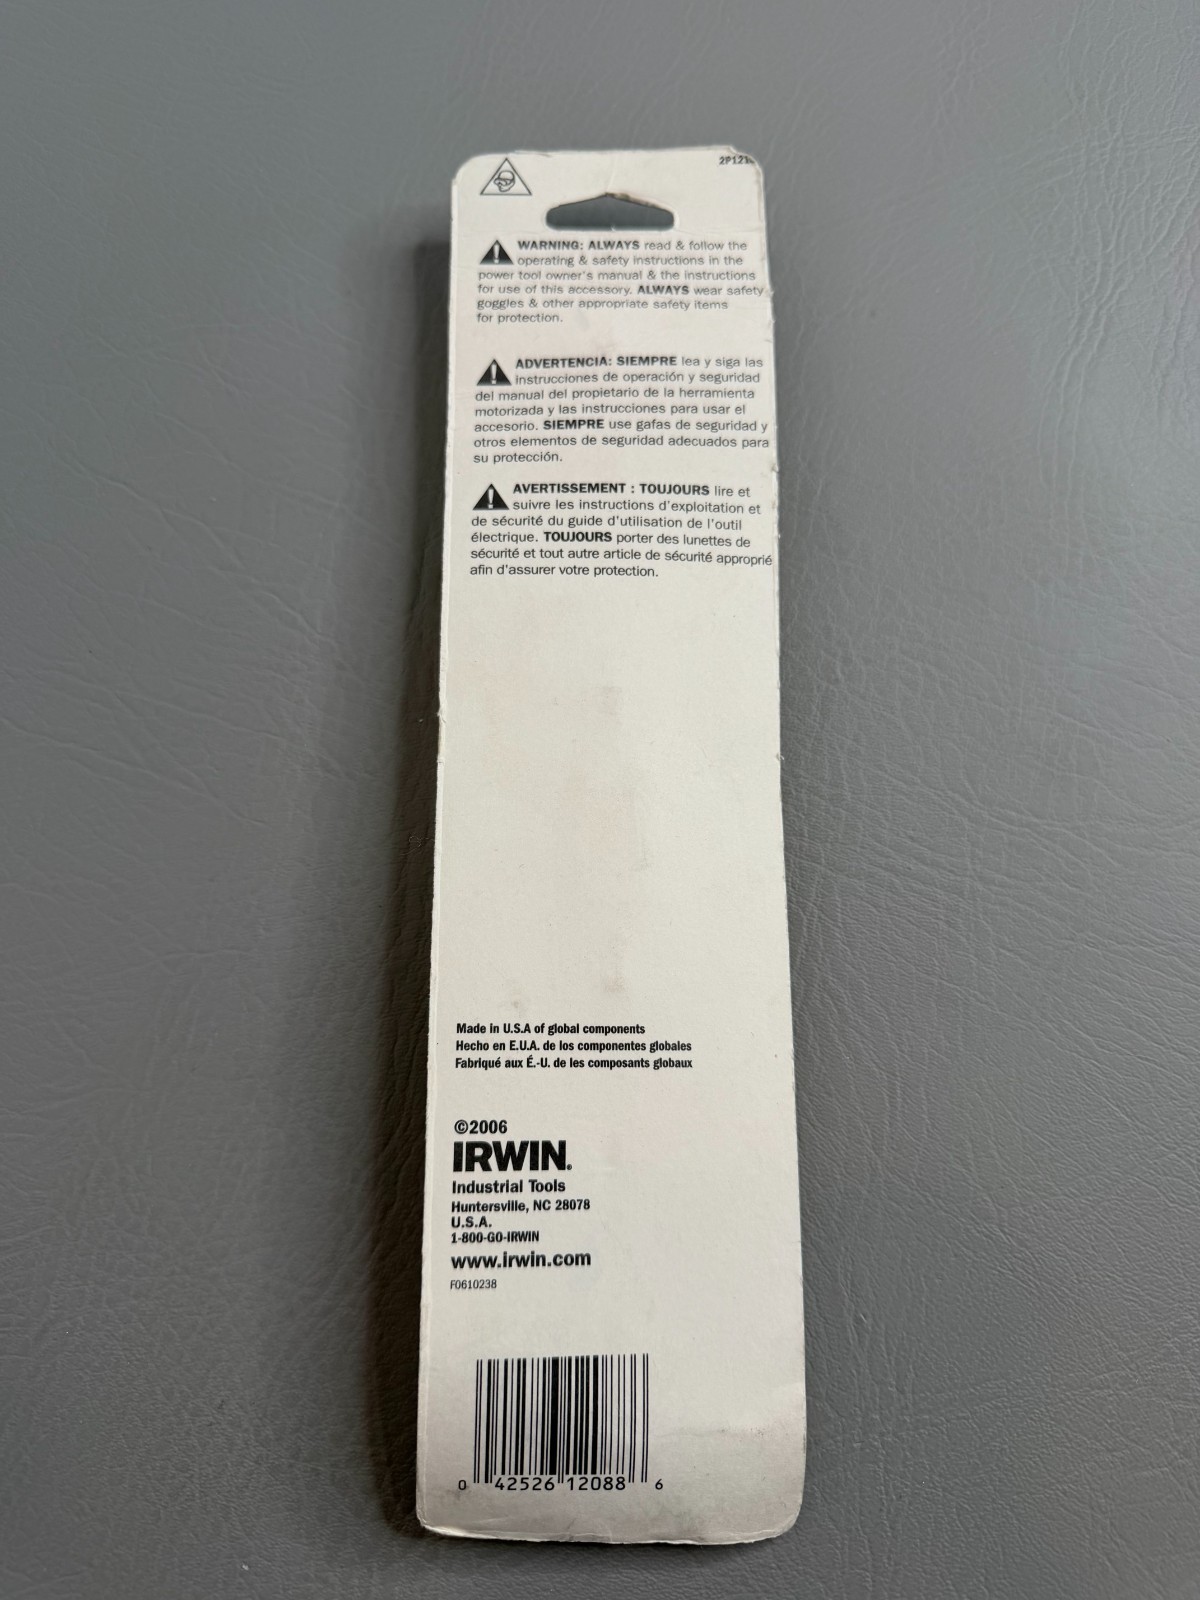 WARNING: ALWAYS read & follow the
operating & safety instructions in the
power tool owner's manual & the instructions
for use of this accessory. ALWAYS wear safety
goggles & other appropriate safety items
for protection.
ADVERTENCIA: SIEMPRE lea y siga las
instrucciones de operación y seguridad
del manual del propietario de la herramienta
motorizada y las instrucciones para usar el
accesorio. SIEMPRE use gafas de seguridad y
otros elementos de seguridad adecuados para
su protección.
AVERTISSEMENT : TOUJOURS lire et
suivre les instructions d'exploitation et
de sécurité du guide d'utilisation de l'outil
électrique. TOUJOURS porter des lunettes de
sécurité et tout autre article de sécurité approprié
afin d'assurer votre protection.
Made in U.S.A of global components
Hecho en E.U.A. de los componentes globales
Fabriqué aux É.-U. de les composants globaux
©2006
IRWIN.
Industrial Tools
Huntersville, NC 28078
U.S.A.
1-800-GO-IRWIN
www.irwin.com
F0610238
0 42526 12088 6